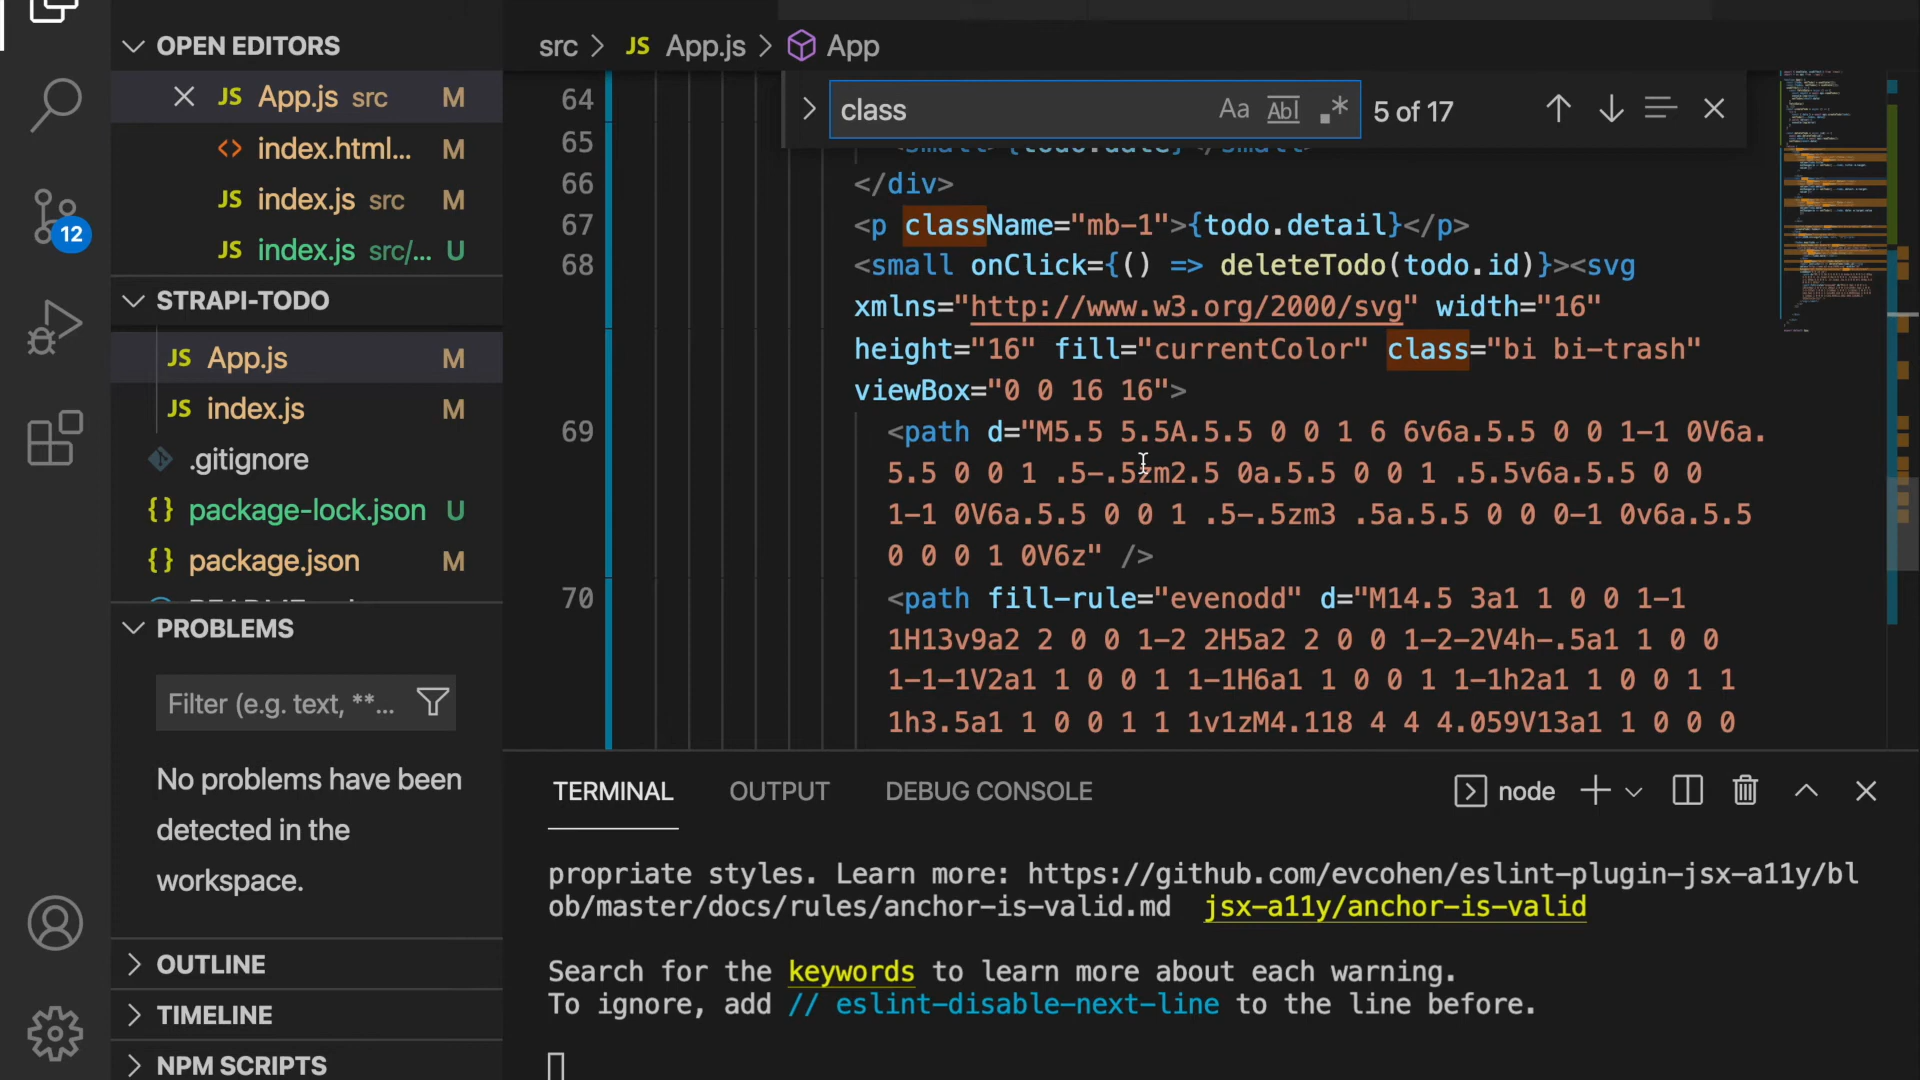 OPEN EDITORS
JS App.js src M
<> index.html... M
JS index.js src M
JS index.js src/... U
STRAPI-TODO
JS App.js M
JS index.js M
.gitignore
{} package-lock.json U
{} package.json M
12
PROBLEMS
Filter (e.g. text, **...
No problems have been
detected in the
workspace.
OUTLINE
TIMELINE
NPM SCRIPTS
src > JS App.js > App
class Aa Abl .* 5 of 17
64
65
<small>{todo.date}</small>
66 </div>
67 <p className="mb-1">{todo.detail}</p>
68 <small onClick={() => deleteTodo(todo.id)}><svg
xmlns="http://www.w3.org/2000/svg" width="16"
height="16" fill="currentColor" class="bi bi-trash"
viewBox="0 0 16 16">
69 <path d="M5.5 5.5A.5.5 0 0 1 6 6v6a.5.5 0 0 1-1 0V6a.
5.5 0 0 1 .5-.5zm2.5 0a.5.5 0 0 1 .5.5v6a.5.5 0 0
1-1 0V6a.5.5 0 0 1 .5-.5zm3 .5a.5.5 0 0 0-1 0v6a.5.5
0 0 0 1 0V6z" />
70 <path fill-rule="evenodd" d="M14.5 3a1 1 0 0 1-1
1H13v9a2 2 0 0 1-2 2H5a2 2 0 0 1-2-2V4h-.5a1 1 0 0
1-1-1V2a1 1 0 0 1 1-1H6a1 1 0 0 1 1-1h2a1 1 0 0 1 1
1h3.5a1 1 0 0 1 1 1v1zM4.118 4 4 4.059V13a1 1 0 0 0
TERMINAL OUTPUT DEBUG CONSOLE node
propriate styles. Learn more: https://github.com/evcohen/eslint-plugin-jsx-a11y/bl
ob/master/docs/rules/anchor-is-valid.md jsx-a11y/anchor-is-valid
Search for the keywords to learn more about each warning.
To ignore, add // eslint-disable-next-line to the line before.